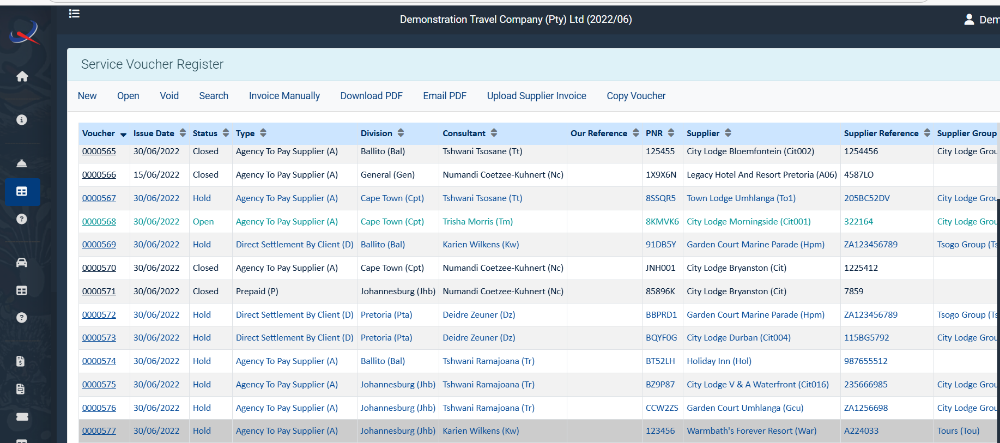 Demonstration Travel Company (Pty) Ltd (2022/06)
Dem
Service Voucher Register
New Open Void Search Invoice Manually Download PDF Email PDF Upload Supplier Invoice Copy Voucher
Voucher Issue Date Status Type Division Consultant Our Reference PNR Supplier Supplier Reference Supplier Group
0000565 30/06/2022 Closed Agency To Pay Supplier (A) Ballito (Bal) Tshwani Tsosane (Tt) 125455 City Lodge Bloemfontein (Cit002) 1254456 City Lodge Grou
0000566 15/06/2022 Closed Agency To Pay Supplier (A) General (Gen) Numandi Coetzee-Kuhnert (Nc) 1X9X6N Legacy Hotel And Resort Pretoria (A06) 4587LO
0000567 30/06/2022 Hold Agency To Pay Supplier (A) Cape Town (Cpt) Tshwani Tsosane (Tt) 8SSQR5 Town Lodge Umhlanga (To1) 205BC52DV City Lodge Grou
0000568 30/06/2022 Open Agency To Pay Supplier (A) Cape Town (Cpt) Trisha Morris (Tm) 8KMVK6 City Lodge Morningside (Cit001) 322164 City Lodge Grou
0000569 30/06/2022 Hold Direct Settlement By Client (D) Ballito (Bal) Karien Wilkens (Kw) 91DB5Y Garden Court Marine Parade (Hpm) ZA123456789 Tsogo Group (Ts
0000570 30/06/2022 Closed Agency To Pay Supplier (A) Cape Town (Cpt) Numandi Coetzee-Kuhnert (Nc) JNH001 City Lodge Bryanston (Cit) 1225412
0000571 30/06/2022 Closed Prepaid (P) Johannesburg (Jhb) Numandi Coetzee-Kuhnert (Nc) 85896K City Lodge Bryanston (Cit) 7859
0000572 30/06/2022 Hold Direct Settlement By Client (D) Pretoria (Pta) Deidre Zeuner (Dz) BBPRD1 Garden Court Marine Parade (Hpm) ZA123456789 Tsogo Group (Ts
0000573 30/06/2022 Hold Direct Settlement By Client (D) Pretoria (Pta) Deidre Zeuner (Dz) BQYF0G City Lodge Durban (Cit004) 115BG5792 City Lodge Grou
0000574 30/06/2022 Hold Agency To Pay Supplier (A) Ballito (Bal) Tshwani Ramajoana (Tr) BT52LH Holiday Inn (Hol) 987655512
0000575 30/06/2022 Hold Agency To Pay Supplier (A) Johannesburg (Jhb) Tshwani Ramajoana (Tr) BZ9P87 City Lodge V & A Waterfront (Cit016) 235666985 City Lodge Grou
0000576 30/06/2022 Hold Agency To Pay Supplier (A) Johannesburg (Jhb) Tshwani Ramajoana (Tr) CCW2ZS Garden Court Umhlanga (Gcu) ZA1256698 City Lodge Grou
0000577 30/06/2022 Hold Agency To Pay Supplier (A) Johannesburg (Jhb) Karien Wilkens (Kw) 123456 Warmbath's Forever Resort (War) A224033 Tours (Tou)